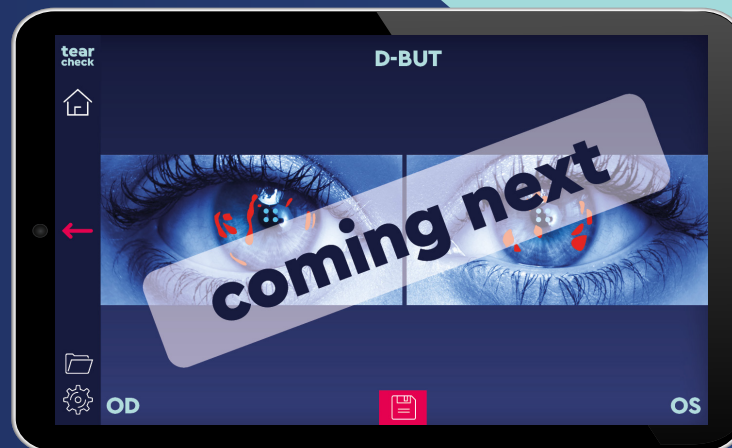 tear
check
D-BUT
coming next
OD
OS